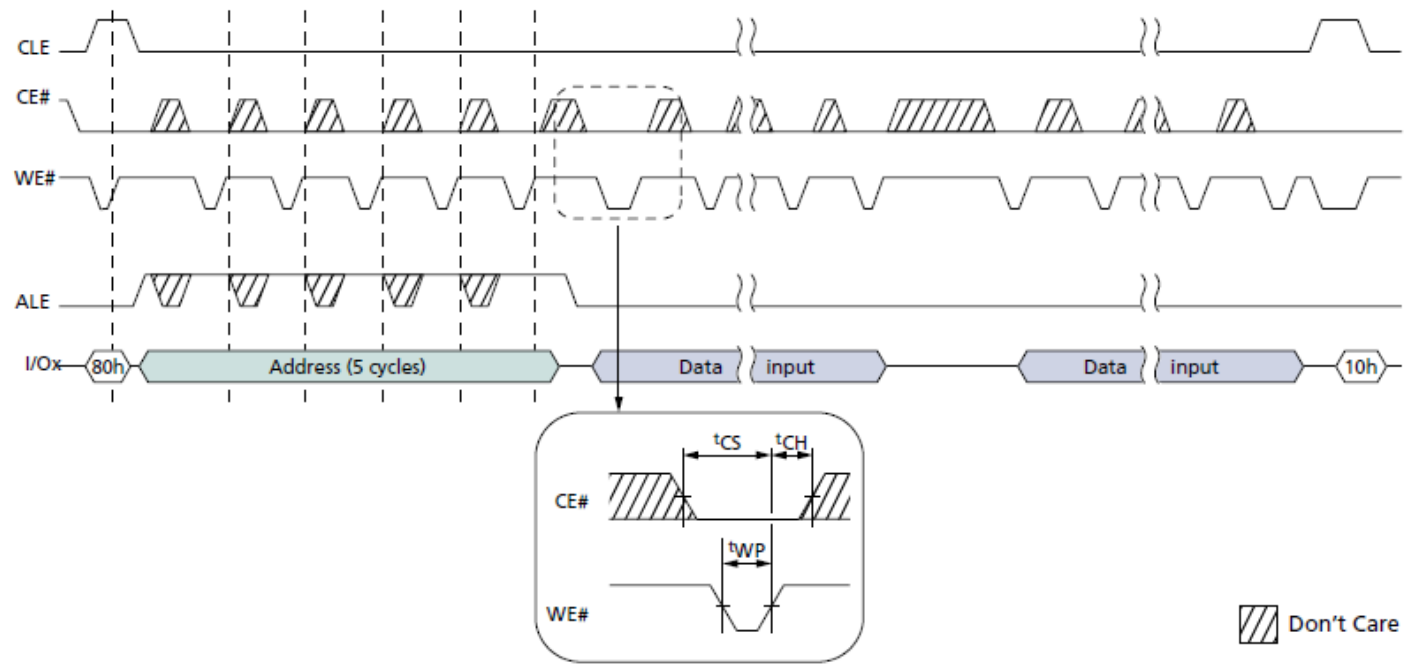 CLE
CE#
WE#
ALE
I/Ox 80h Address (5 cycles) Data input Data input 10h
tCS tCH
CE#
tWP
WE#
Don't Care